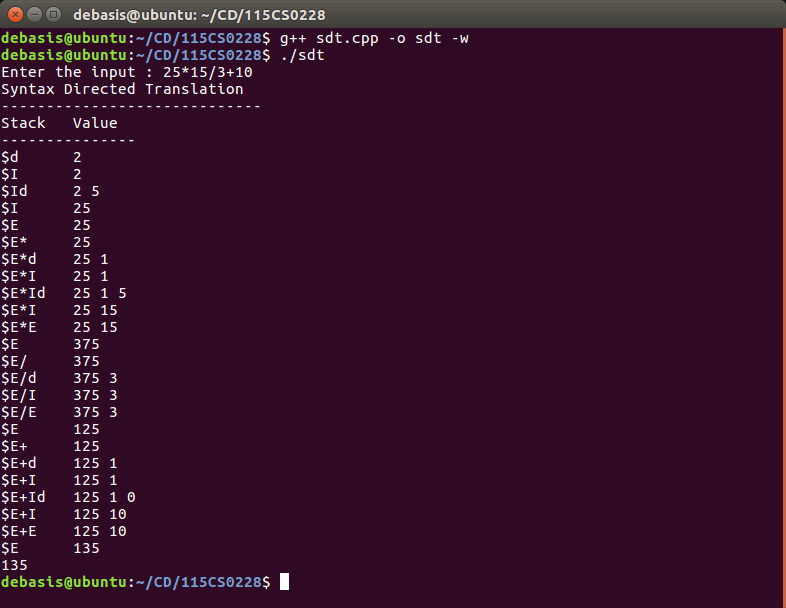 debasis@ubuntu: ~/CD/115CS0228
debasis@ubuntu:~/CD/115CS0228$ g++ sdt.cpp -o sdt -w
debasis@ubuntu:~/CD/115CS0228$ ./sdt
Enter the input : 25*15/3+10
Syntax Directed Translation
-----------------------------
Stack   Value
---------------
$d      2
$I      2
$Id     2 5
$I      25
$E      25
$E*     25
$E*d    25 1
$E*I    25 1
$E*Id   25 1 5
$E*I    25 15
$E*E    25 15
$E      375
$E/     375
$E/d    375 3
$E/I    375 3
$E/E    375 3
$E      125
$E+     125
$E+d    125 1
$E+I    125 1
$E+Id   125 1 0
$E+I    125 10
$E+E    125 10
$E      135
135
debasis@ubuntu:~/CD/115CS0228$